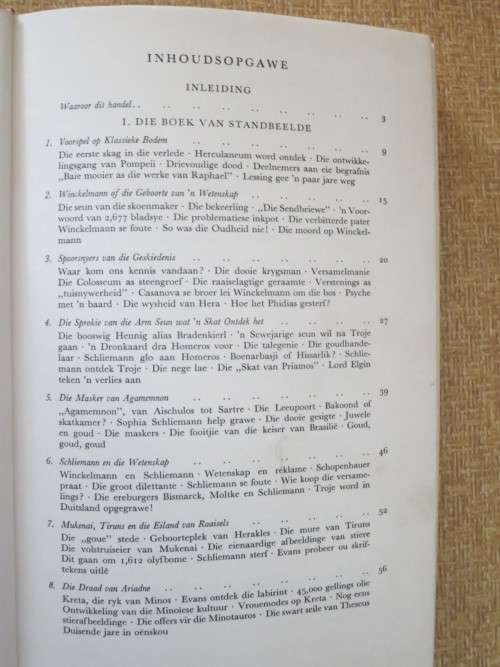 INHOUDSOPGAWE
INLEIDING
Waaroor dit handel .. .. .. .. .. .. .. .. 3
1. DIE BOEK VAN STANDBEELDE
1. Voorspel op Klassieke Bodem .. .. .. .. .. .. 9
Die eerste skag in die verlede · Herculaneum word ontdek · Die ontwikke-
lingsgang van Pompeii · Drievoudige dood · Deelnemers aan eie begrafnis
„Baie mooier as die werke van Raphael” · Lessing gee 'n paar jare weg
2. Winckelmann of die Geboorte van 'n Wetenskap .. .. .. .. 15
Die seun van die skoenmaker · Die bekeerling · „Die Sendbriewe” · 'n Voor-
woord van 2,677 bladsye · Die problematiese inkpot · Die verbitterde pater
Winckelmann se foute · So was die Oudheid nie! · Die moord op Winckel-
mann
3. Spoorsnyers van die Geskiedenis .. .. .. .. .. .. 20
Waar kom ons kennis vandaan? · Die dooie krygsman · Versamelmanie
Die Colosseum as steengroef · Die raaiselagtige geraamte · Verstenings as
„tuisnywerheid” · Casanova se broer lei Winckelmann om die bos · Psyche
met 'n baard · Die wysheid van Hera · Hoe het Phidias gesterf?
4. Die Sprokie van die Arm Seun wat 'n Skat Ontdek het .. .. .. 27
Die booswig Hennig alias Bradenkierl · 'n Sewejarige seun wil na Troje
gaan · 'n Dronkaard dra Homeros voor · Die talegenie · Die goudhande-
laar · Schliemann glo aan Homeros · Boenarbasji of Hissarlik? · Schlie-
mann ontdek Troje · Die nege lae · Die „Skat van Priamos” · Lord Elgin
teken 'n verlies aan
5. Die Masker van Agamemnon .. .. .. .. .. .. 39
„Agamemnon”, van Aischulos tot Sartre · Die Leeupoort · Bakoond of
skatkamer? · Sophia Schliemann help grawe · Die dooie gesigte · Juwele
en goud · Die maskers · Die fooitjie van die keiser van Brasilië · Goud,
goud, goud
6. Schliemann en die Wetenskap .. .. .. .. .. .. 46
Winckelmann en Schliemann · Wetenskap en reklame · Schopenhauer
praat · Die groot dilettante · Schliemann se foute · Wie koop die versame-
lings? · Die ereburgers Bismarck, Moltke en Schliemann · Troje word in
Duitsland opgegrawe!
7. Mukenai, Tiruns en die Eiland van Raaisels .. .. .. .. 52
Die „goue” stede · Geboorteplek van Herakles · Die mure van Tiruns
Die volstruiseier van Mukenai · Die eienaardige afbeeldinge van stiere
Dit gaan om 1,612 olyfbome · Schliemann sterf · Evans probeer ou skrif-
tekens uitlê
8. Die Draad van Ariadne .. .. .. .. .. .. .. 56
Kreta, die ryk van Minos · Evans ontdek die labirint · 45,000 gellings olie
Ontwikkeling van die Minoiese kultuur · Vrouemodes op Kreta · Nog eens
stierafbeeldinge · Die offers vir die Minotauros · Die swart seile van Theseus
Duisende jare in oënskou